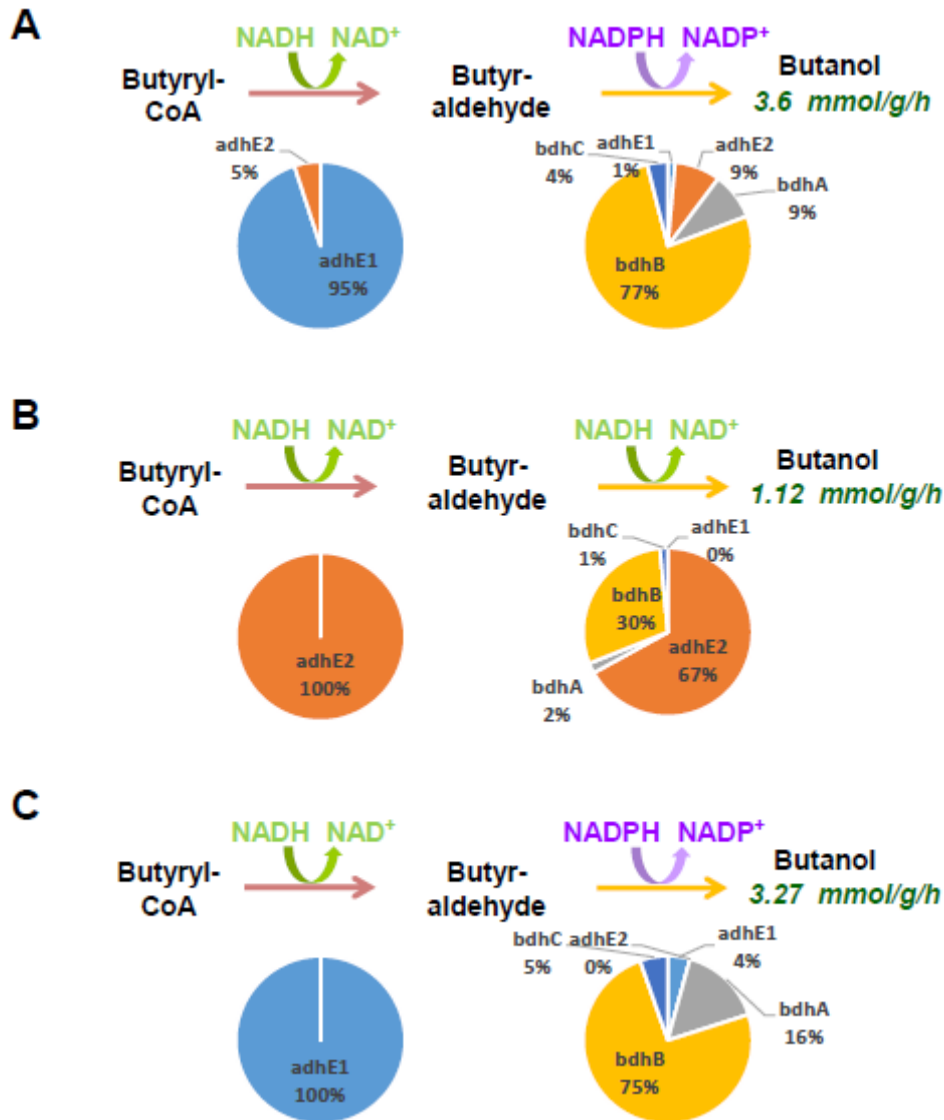 A
NADH NAD+
NADPH NADP+
Butyryl-
CoA
Butyr-
aldehyde
Butanol
3.6 mmol/g/h
adhE2
5%
adhE1
95%
bdhC
4%
adhE1
1%
adhE2
9%
bdhA
9%
bdhB
77%
B
NADH NAD+
NADH NAD+
Butyryl-
CoA
Butyr-
aldehyde
Butanol
1.12 mmol/g/h
adhE2
100%
bdhC
1%
adhE1
0%
bdhB
30%
adhE2
67%
bdhA
2%
C
NADH NAD+
NADPH NADP+
Butyryl-
CoA
Butyr-
aldehyde
Butanol
3.27 mmol/g/h
adhE1
100%
bdhC
5%
adhE2
0%
adhE1
4%
bdhA
16%
bdhB
75%